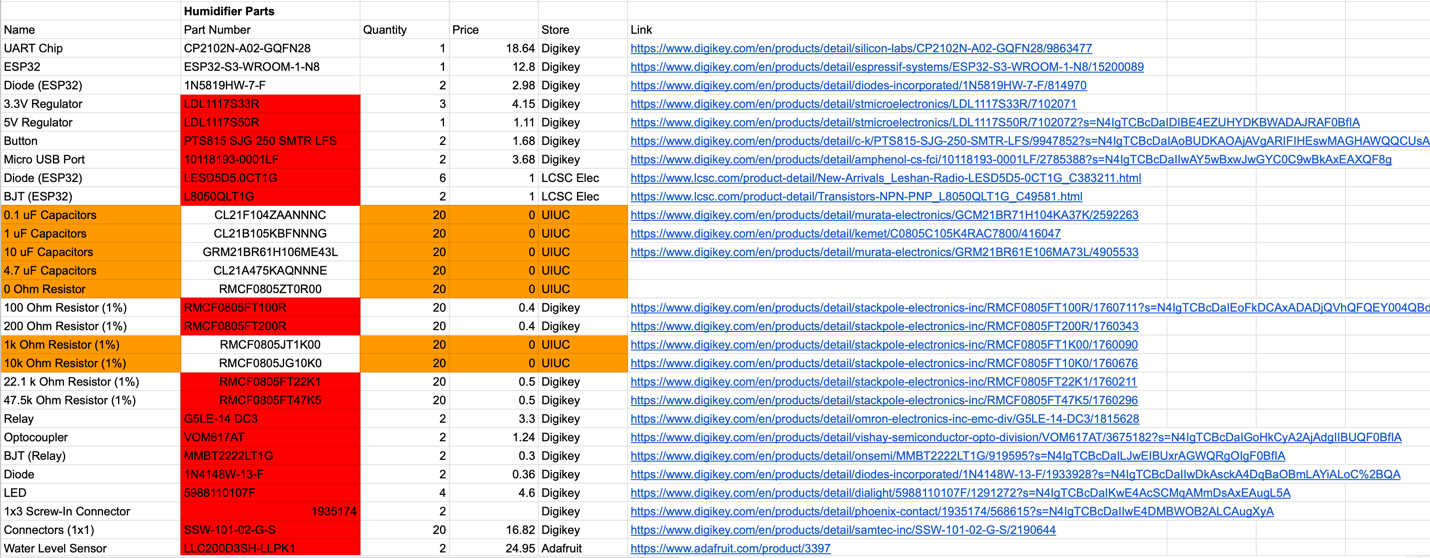 Humidifier Parts
Name Part Number Quantity Price Store Link
UART Chip CP2102N-A02-GQFN28 1 18.64 Digikey https://www.digikey.com/en/products/detail/silicon-labs/CP2102N-A02-GQFN28/9863477
ESP32 ESP32-S3-WROOM-1-N8 1 12.8 Digikey https://www.digikey.com/en/products/detail/espressif-systems/ESP32-S3-WROOM-1-N8/15200089
Diode (ESP32) 1N5819HW-7-F 2 2.98 Digikey https://www.digikey.com/en/products/detail/diodes-incorporated/1N5819HW-7-F/814970
3.3V Regulator LDL1117S33R 3 4.15 Digikey https://www.digikey.com/en/products/detail/stmicroelectronics/LDL1117S33R/7102071
5V Regulator LDL1117S50R 1 1.11 Digikey https://www.digikey.com/en/products/detail/stmicroelectronics/LDL1117S50R/7102072?s=N4IgTCBcDaIDIBE4EZUHYDKBWADAJRAF0BfIA
Button PTS815 SJG 250 SMTR LFS 2 1.68 Digikey https://www.digikey.com/en/products/detail/c-k/PTS815-SJG-250-SMTR-LFS/9947852?s=N4IgTCBcDaIAoBUDKAOAjAVgARIFIHEswMAGHAWQQCUsA
Micro USB Port 10118193-0001LF 2 3.68 Digikey https://www.digikey.com/en/products/detail/amphenol-cs-fci/10118193-0001LF/2785388?s=N4IgTCBcDaIIwAY5wBxwJwGYC0C9wBkAxEAXQF8g
Diode (ESP32) LESD5D5.0CT1G 6 1 LCSC Elec https://www.lcsc.com/product-detail/New-Arrivals_Leshan-Radio-LESD5D5-0CT1G_C383211.html
BJT (ESP32) L8050QLT1G 2 1 LCSC Elec https://www.lcsc.com/product-detail/Transistors-NPN-PNP_L8050QLT1G_C49581.html
0.1 uF Capacitors CL21F104ZAANNNC 20 0 UIUC https://www.digikey.com/en/products/detail/murata-electronics/GCM21BR71H104KA37K/2592263
1 uF Capacitors CL21B105KBFNNNG 20 0 UIUC https://www.digikey.com/en/products/detail/kemet/C0805C105K4RAC7800/416047
10 uF Capacitors GRM21BR61H106ME43L 20 0 UIUC https://www.digikey.com/en/products/detail/murata-electronics/GRM21BR61E106MA73L/4905533
4.7 uF Capacitors CL21A475KAQNNNE 20 0 UIUC
0 Ohm Resistor RMCF0805ZT0R00 20 0 UIUC
100 Ohm Resistor (1%) RMCF0805FT100R 20 0.4 Digikey https://www.digikey.com/en/products/detail/stackpole-electronics-inc/RMCF0805FT100R/1760711?s=N4IgTCBcDaIEoFkDCAxADADjQVhQFQEY004QBd
200 Ohm Resistor (1%) RMCF0805FT200R 20 0.4 Digikey https://www.digikey.com/en/products/detail/stackpole-electronics-inc/RMCF0805FT200R/1760343
1k Ohm Resistor (1%) RMCF0805JT1K00 20 0 UIUC https://www.digikey.com/en/products/detail/stackpole-electronics-inc/RMCF0805FT1K00/1760090
10k Ohm Resistor (1%) RMCF0805JG10K0 20 0 UIUC https://www.digikey.com/en/products/detail/stackpole-electronics-inc/RMCF0805FT10K0/1760676
22.1 k Ohm Resistor (1%) RMCF0805FT22K1 20 0.5 Digikey https://www.digikey.com/en/products/detail/stackpole-electronics-inc/RMCF0805FT22K1/1760211
47.5k Ohm Resistor (1%) RMCF0805FT47K5 20 0.5 Digikey https://www.digikey.com/en/products/detail/stackpole-electronics-inc/RMCF0805FT47K5/1760296
Relay G5LE-14 DC3 2 3.3 Digikey https://www.digikey.com/en/products/detail/omron-electronics-inc-emc-div/G5LE-14-DC3/1815628
Optocoupler VOM617AT 2 1.24 Digikey https://www.digikey.com/en/products/detail/vishay-semiconductor-opto-division/VOM617AT/3675182?s=N4IgTCBcDaIGoHkCyA2AjAdgIIBUQF0BfIA
BJT (Relay) MMBT2222LT1G 2 0.3 Digikey https://www.digikey.com/en/products/detail/onsemi/MMBT2222LT1G/919595?s=N4IgTCBcDaILJwEIBUxrAGWQRgOIgF0BfIA
Diode 1N4148W-13-F 2 0.36 Digikey https://www.digikey.com/en/products/detail/diodes-incorporated/1N4148W-13-F/1933928?s=N4IgTCBcDaIIwDkAsckA4DqBaOBmLAYiALoC%2BQA
LED 5988110107F 4 4.6 Digikey https://www.digikey.com/en/products/detail/dialight/5988110107F/1291272?s=N4IgTCBcDaIKwE4AcSCMqAMmDsAxEAugL5A
1x3 Screw-In Connector 1935174 2 Digikey https://www.digikey.com/en/products/detail/phoenix-contact/1935174/568615?s=N4IgTCBcDaIIwE4DMBWOB2ALCAugXyA
Connectors (1x1) SSW-101-02-G-S 20 16.82 Digikey https://www.digikey.com/en/products/detail/samtec-inc/SSW-101-02-G-S/2190644
Water Level Sensor LLC200D3SH-LLPK1 2 24.95 Adafruit https://www.adafruit.com/product/3397